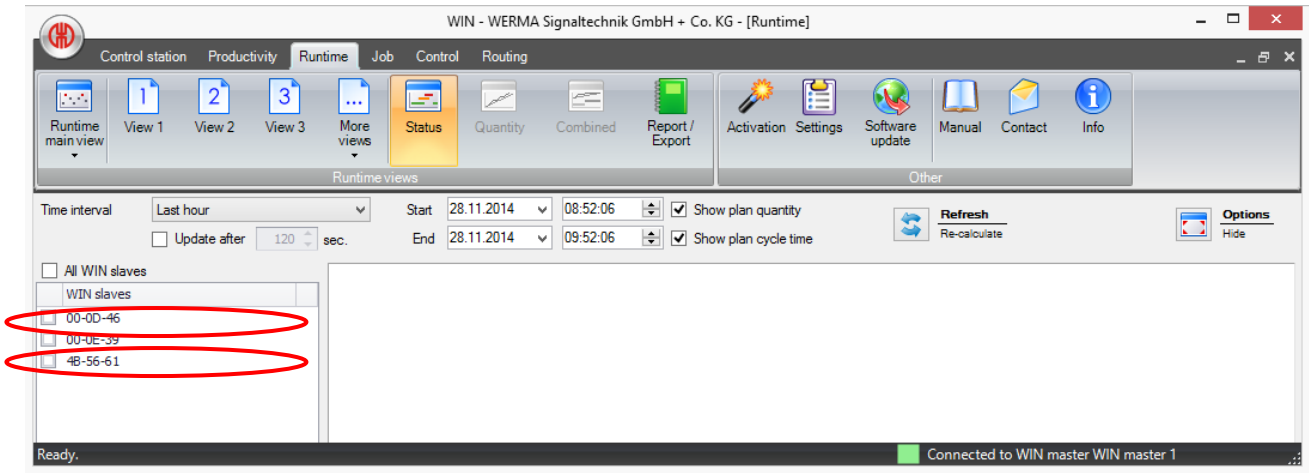 WIN - WERMA Signaltechnik GmbH + Co. KG - [Runtime]
Control station Productivity Runtime Job Control Routing
Runtime main view
View 1
View 2
View 3
More views
Status
Quantity
Combined
Report / Export
Activation
Settings
Software update
Manual
Contact
Info
Runtime views
Other
Time interval Last hour Start 28.11.2014 08:52:06 Show plan quantity Refresh Options
Update after 120 sec. End 28.11.2014 09:52:06 Show plan cycle time Re-calculate Hide
All WIN slaves
WIN slaves
00-0D-46
00-0E-39
4B-56-61
Ready. Connected to WIN master WIN master 1